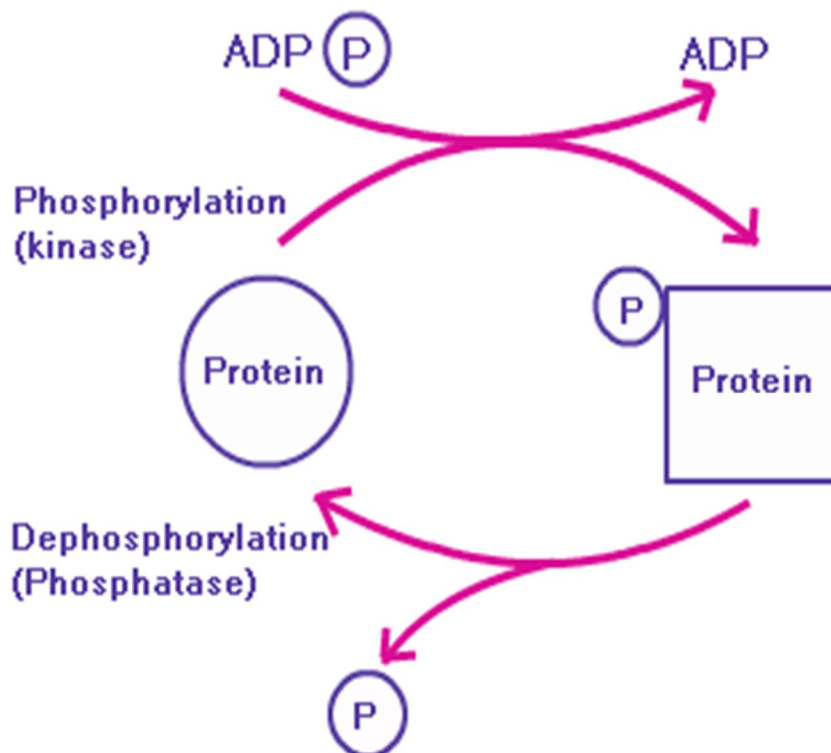 ADP P
ADP
Phosphorylation
(kinase)
P
Protein
Protein
Dephosphorylation
(Phosphatase)
P